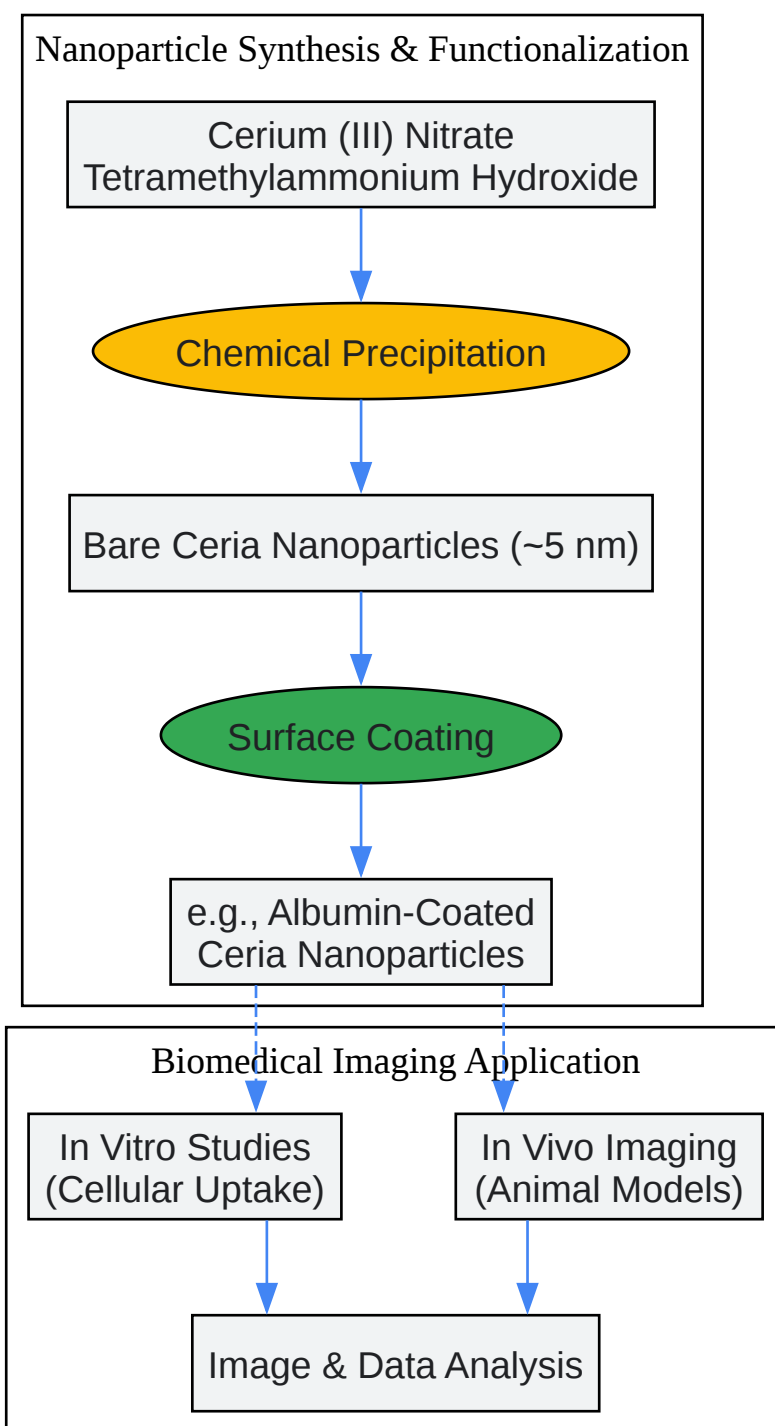 Nanoparticle Synthesis & Functionalization
Cerium (III) Nitrate
Tetramethylammonium Hydroxide
Chemical Precipitation
Bare Ceria Nanoparticles (~5 nm)
Surface Coating
e.g., Albumin-Coated
Ceria Nanoparticles
Biomedical Imaging Application
In Vitro Studies
(Cellular Uptake)
In Vivo Imaging
(Animal Models)
Image & Data Analysis